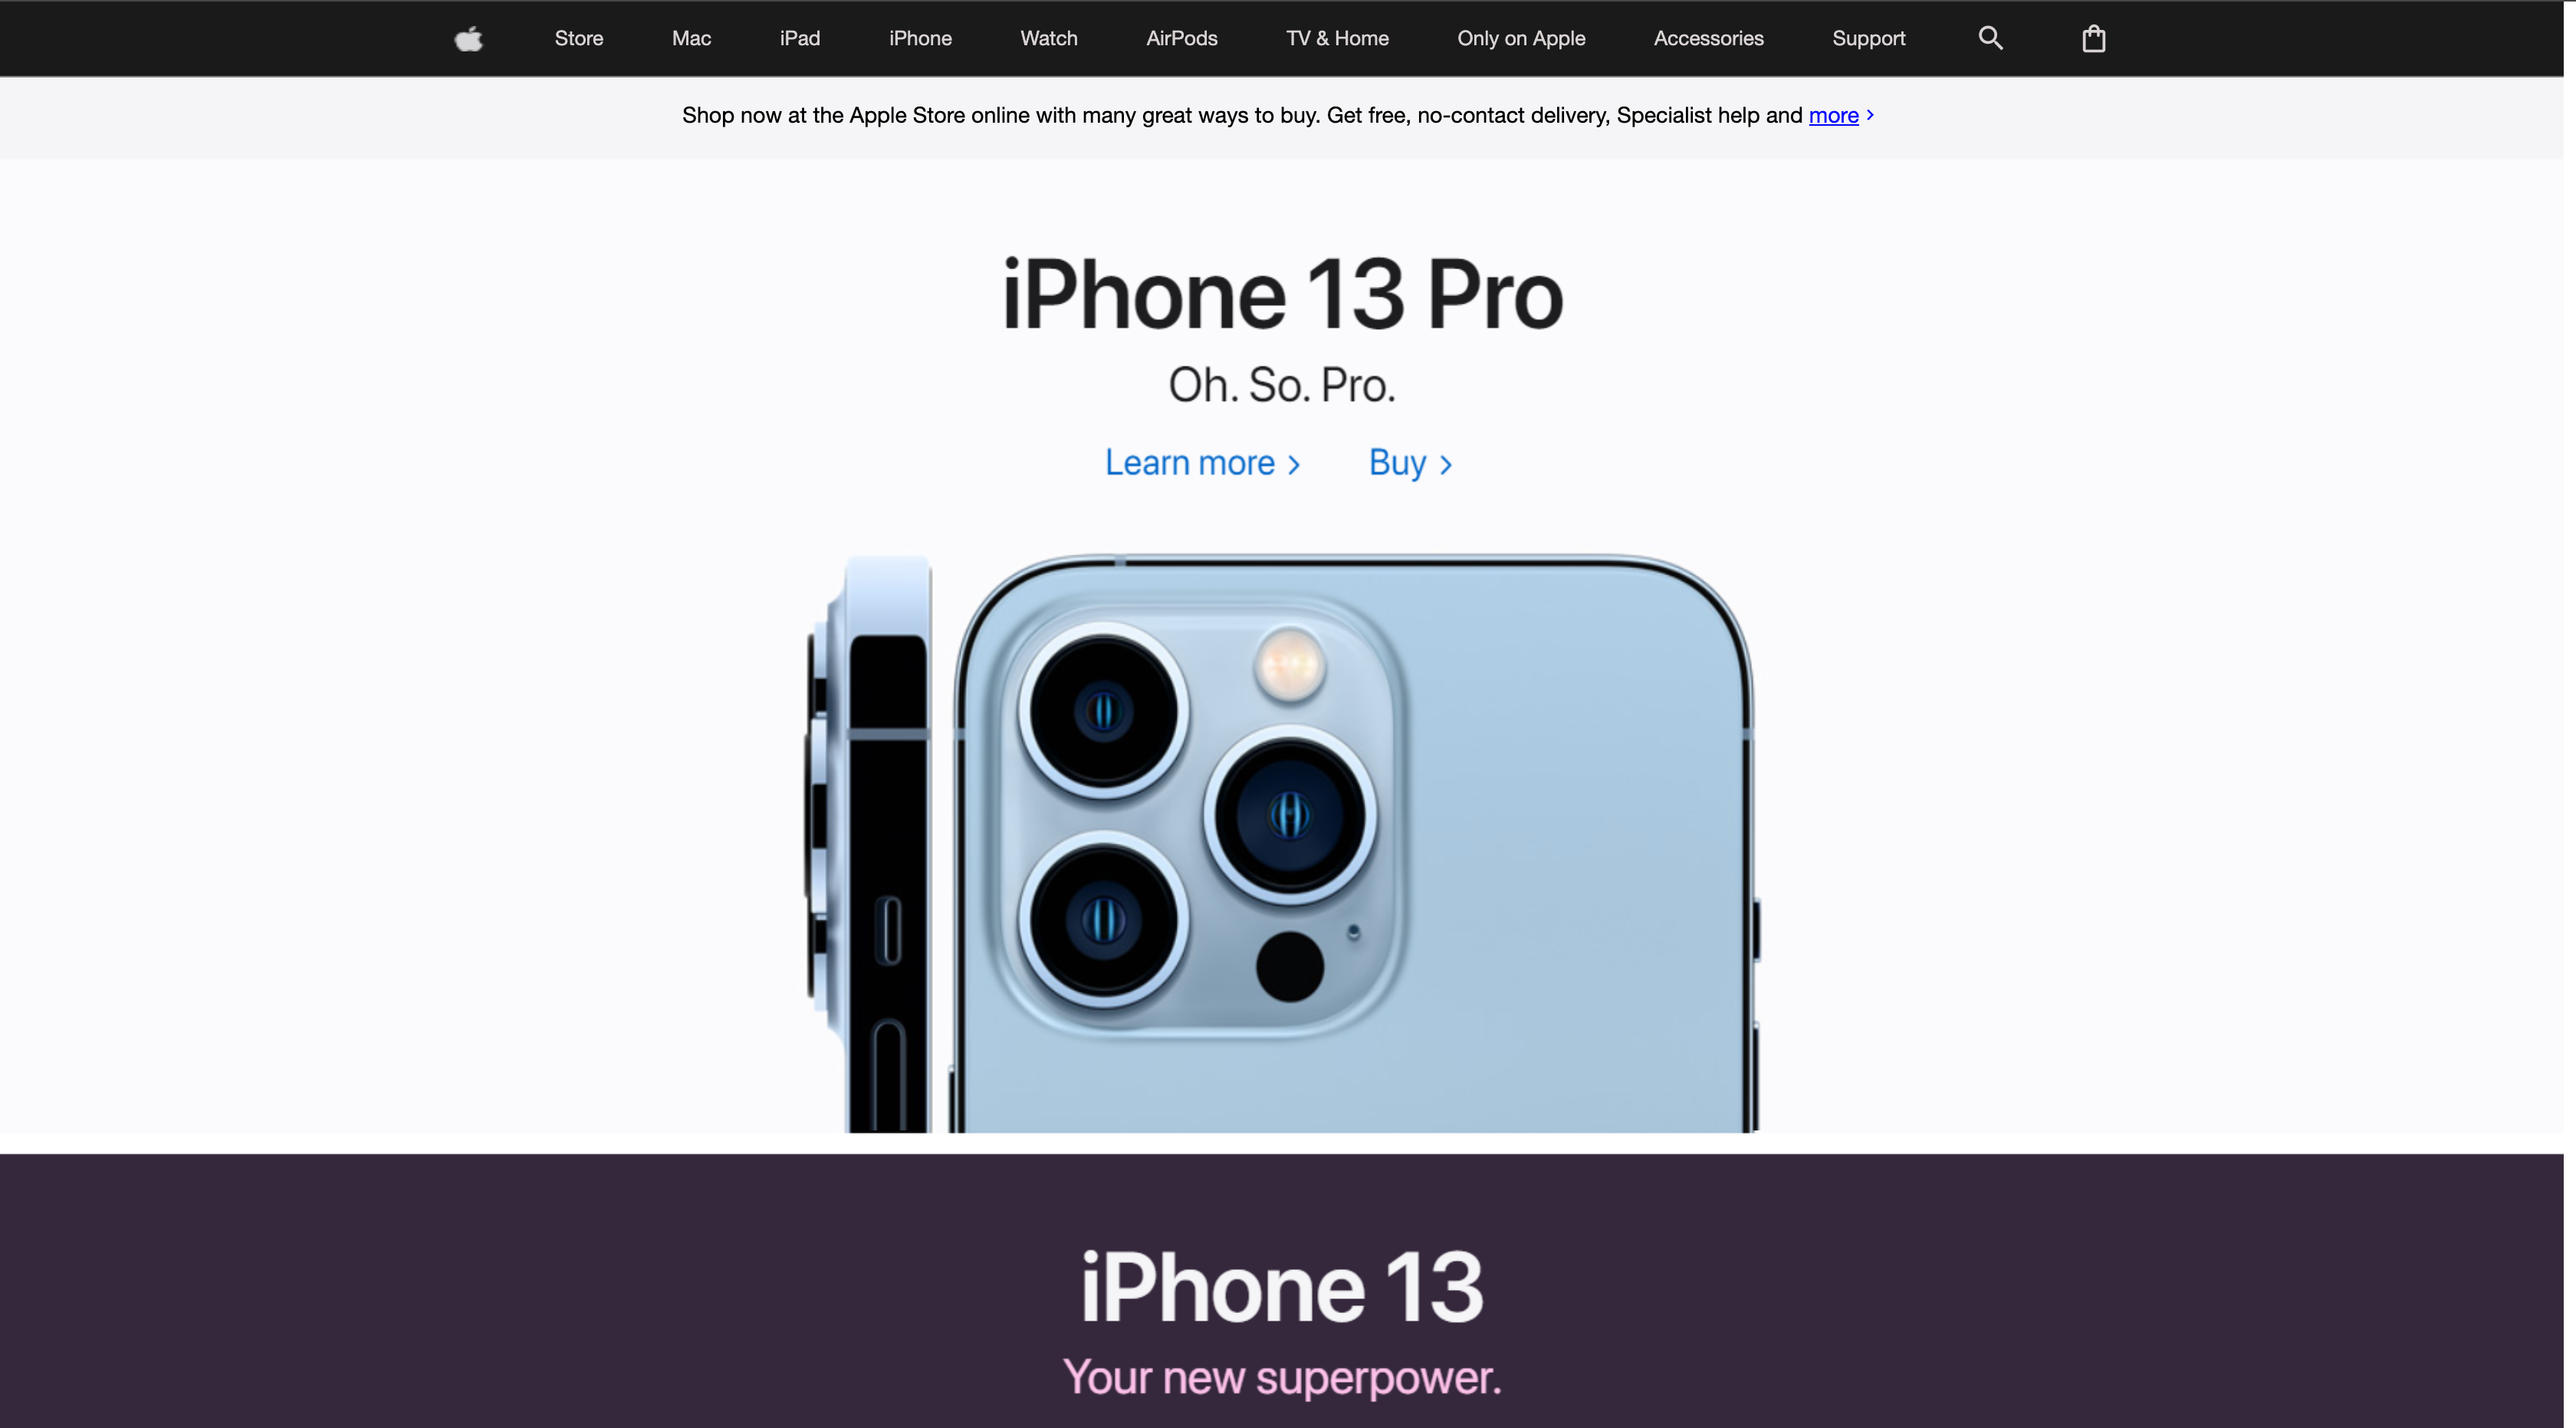 Store Mac iPad iPhone Watch AirPods TV & Home Only on Apple Accessories Support
Shop now at the Apple Store online with many great ways to buy. Get free, no-contact delivery, Specialist help and more >
iPhone 13 Pro
Oh. So. Pro.
Learn more > Buy >
iPhone 13
Your new superpower.